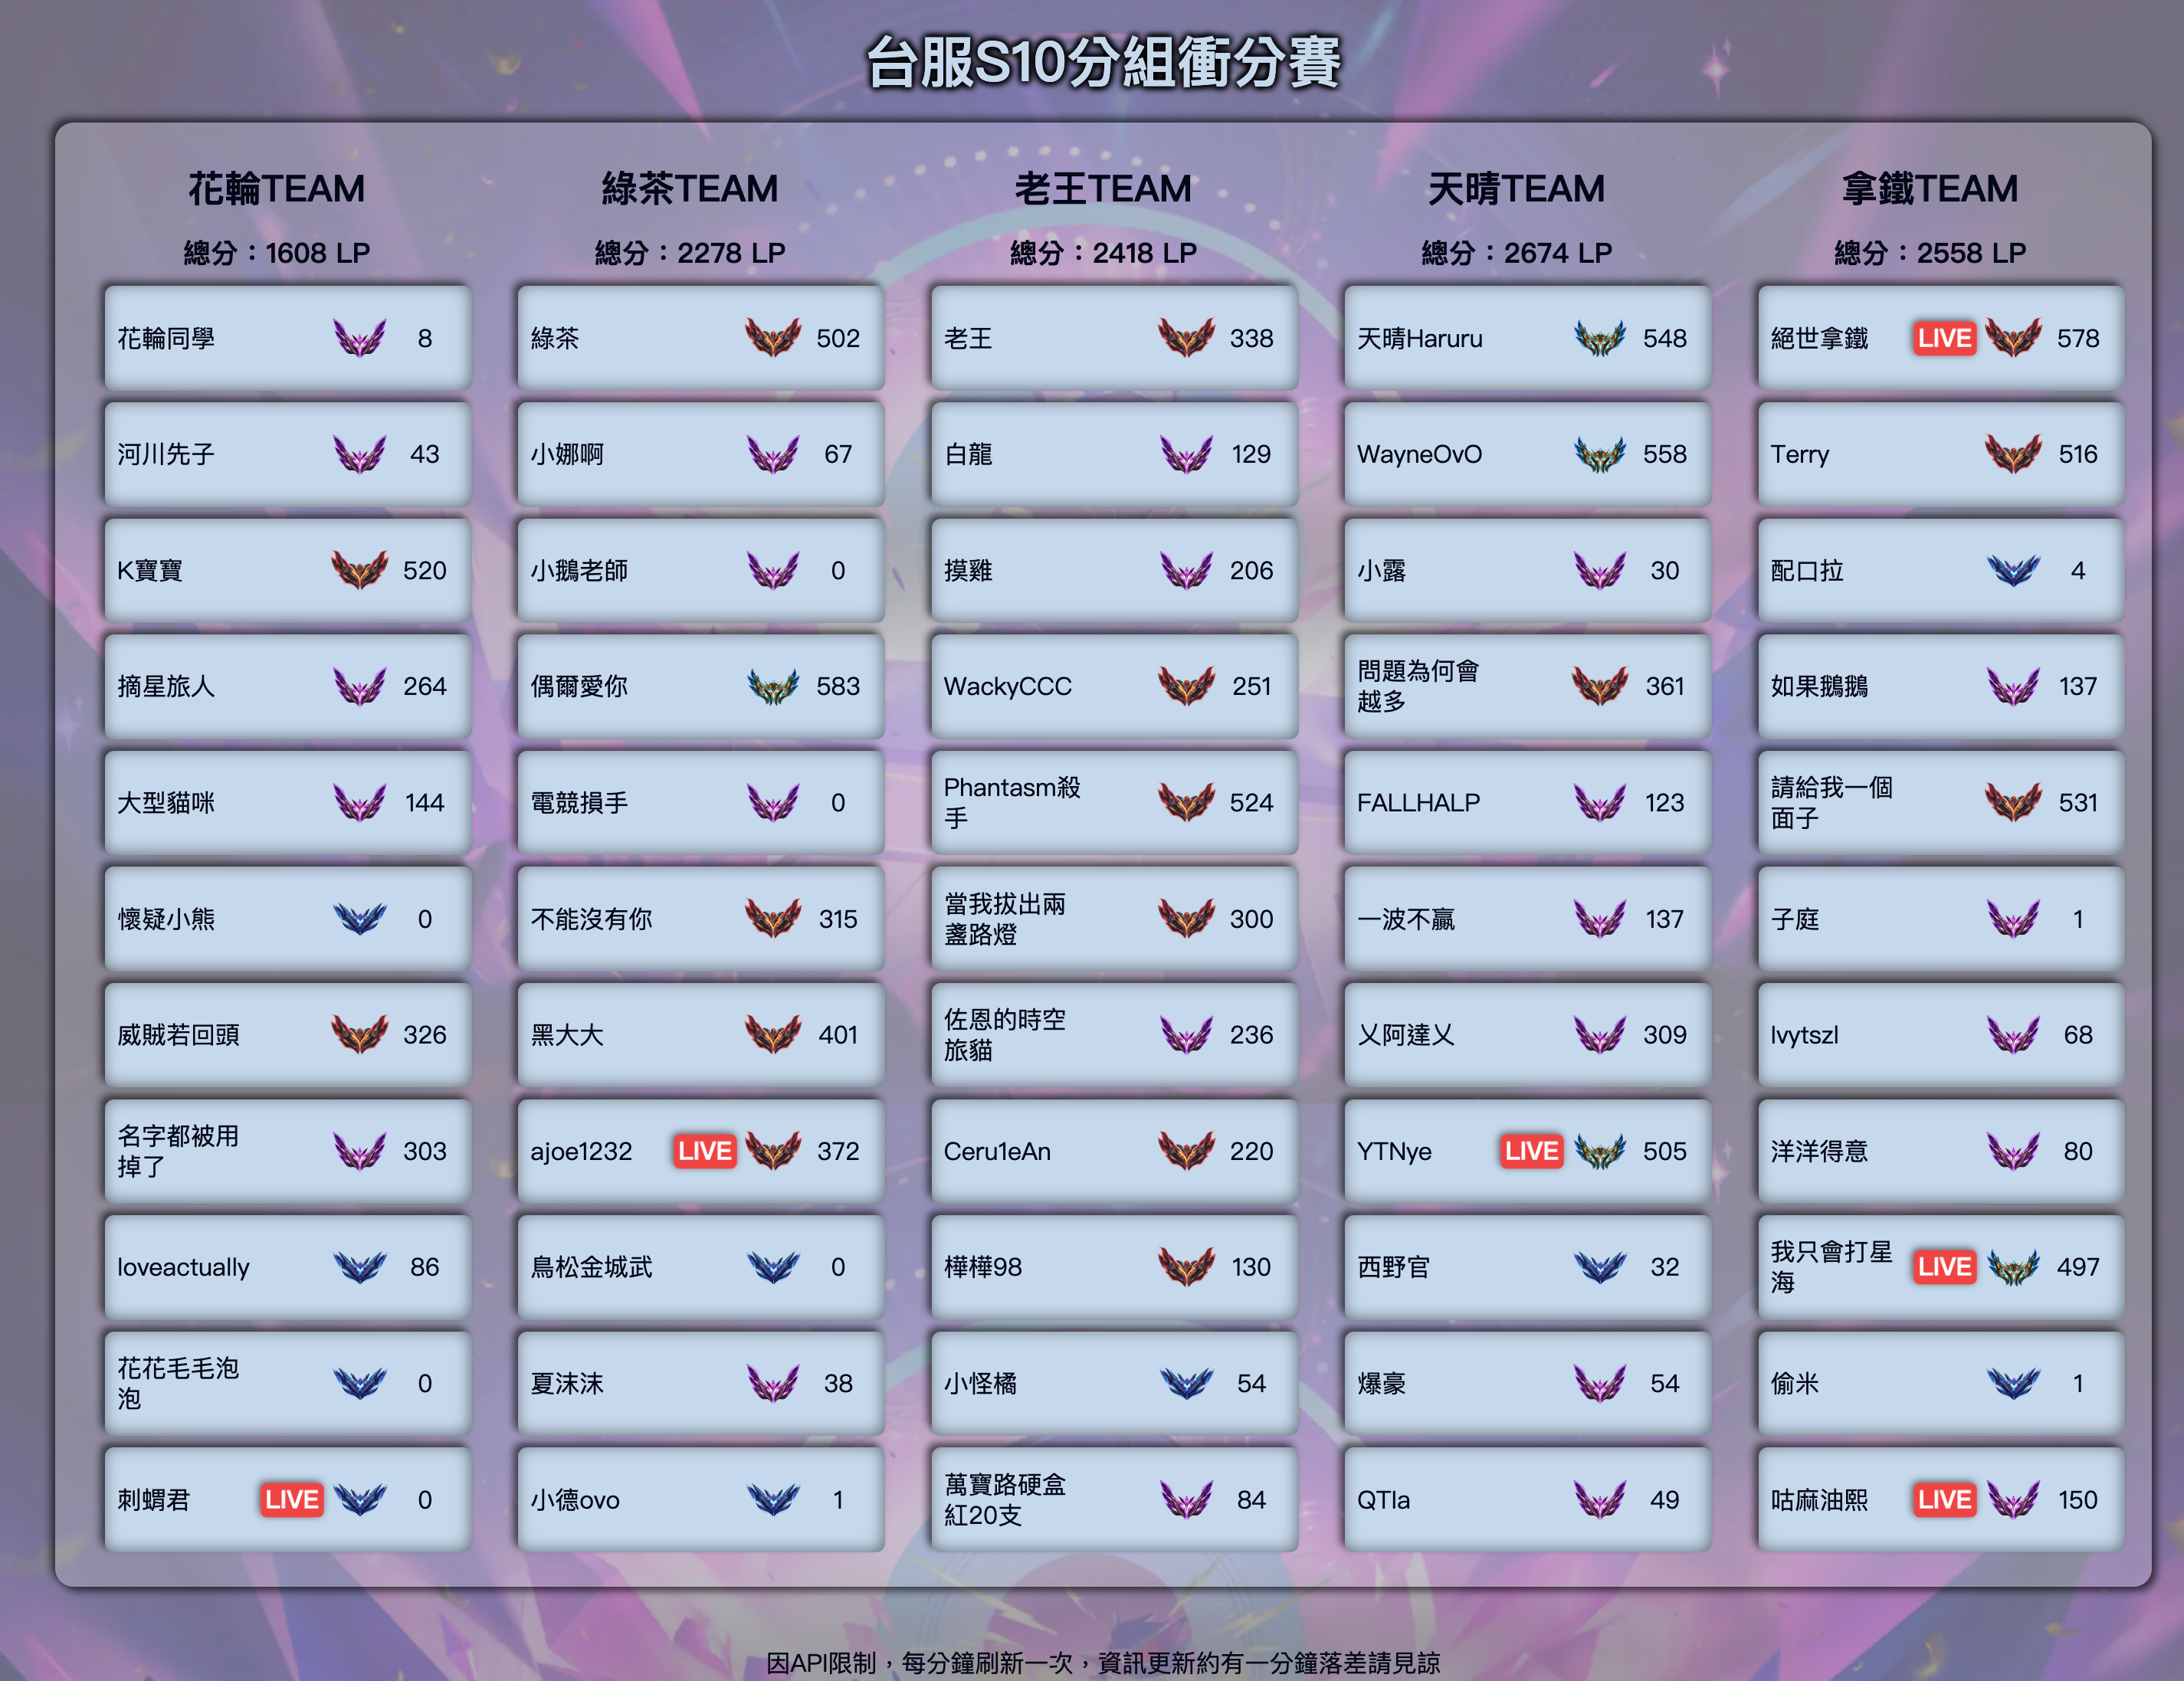 台服S10分組衝分賽
花輪TEAM
總分：1608 LP
花輪同學 8
河川先子 43
K寶寶 520
摘星旅人 264
大型貓咪 144
懷疑小熊 0
威賊若回頭 326
名字都被用
掉了 303
loveactually 86
花花毛毛泡
泡 0
刺蝟君 LIVE 0
綠茶TEAM
總分：2278 LP
綠茶 502
小娜啊 67
小鵝老師 0
偶爾愛你 583
電競損手 0
不能沒有你 315
黑大大 401
ajoe1232 LIVE 372
鳥松金城武 0
夏沫沫 38
小德ovo 1
老王TEAM
總分：2418 LP
老王 338
白龍 129
摸雞 206
WackyCCC 251
Phantasm殺
手 524
當我拔出兩
盞路燈 300
佐恩的時空
旅貓 236
Ceru1eAn 220
樺樺98 130
小怪橘 54
萬寶路硬盒
紅20支 84
天晴TEAM
總分：2674 LP
天晴Haruru 548
WayneOvO 558
小露 30
問題為何會
越多 361
FALLHALP 123
一波不贏 137
乂阿達乂 309
YTNye LIVE 505
西野官 32
爆豪 54
QTla 49
拿鐵TEAM
總分：2558 LP
絕世拿鐵 LIVE 578
Terry 516
配口拉 4
如果鵝鵝 137
請給我一個
面子 531
子庭 1
lvytszl 68
洋洋得意 80
我只會打星
海 LIVE 497
偷米 1
咕麻油熙 LIVE 150
因API限制，每分鐘刷新一次，資訊更新約有一分鐘落差請見諒